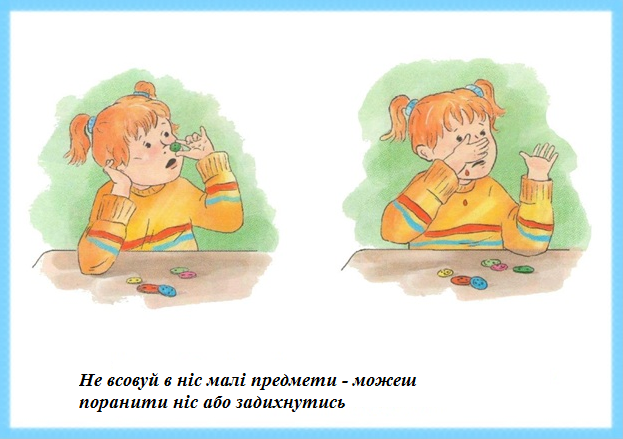 Не всовуй в ніс малі предмети - можеш
поранити ніс або задихнутись